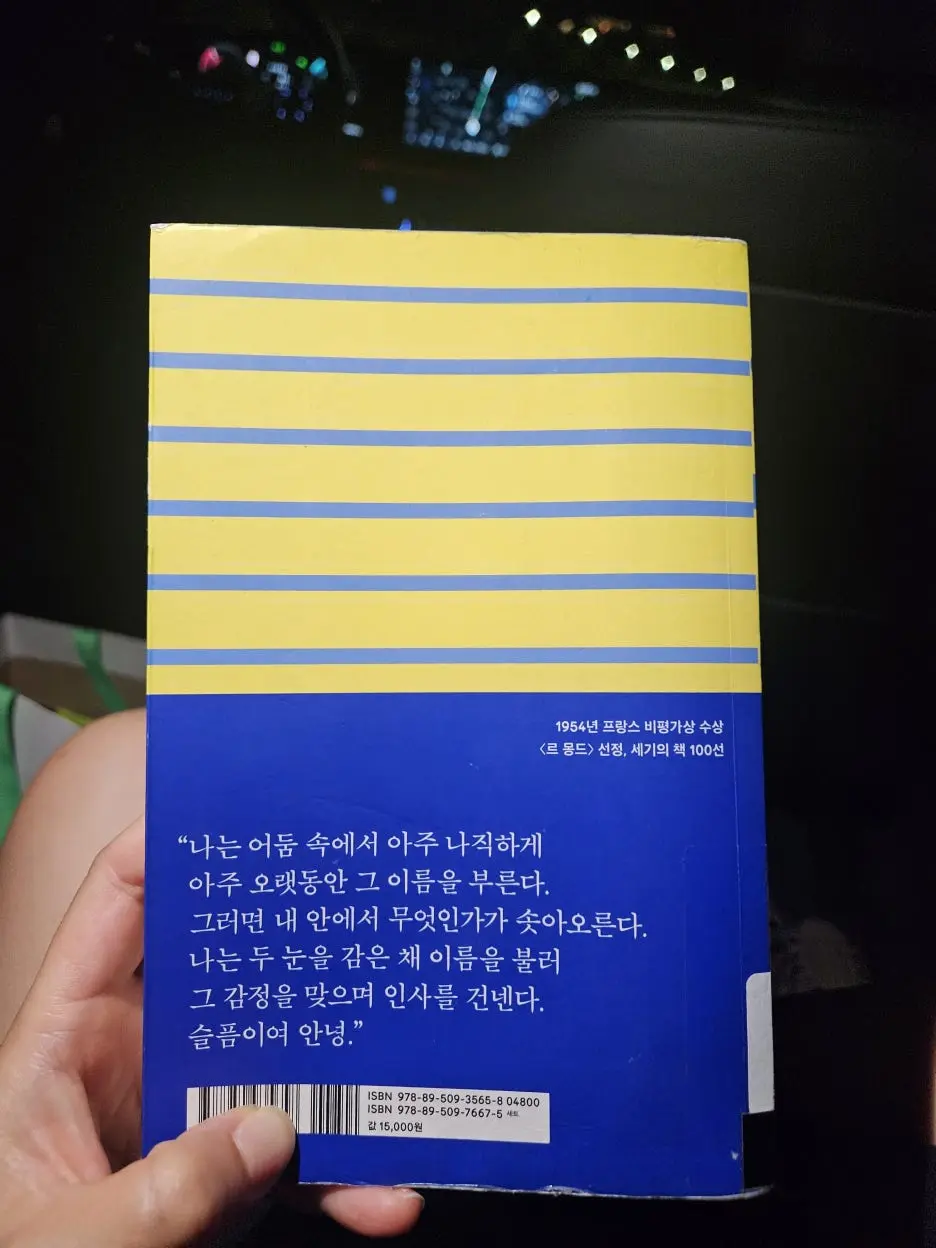 1954년 프랑스 비평가상 수상
〈르 몽드〉 선정, 세기의 책 100선
“나는 어둠 속에서 아주 나직하게
아주 오랫동안 그 이름을 부른다.
그러면 내 안에서 무엇인가가 솟아오른다.
나는 두 눈을 감은 채 이름을 불러
그 감정을 맞으며 인사를 건넨다.
슬픔이여 안녕.”
ISBN 978-89-509-3565-8 04800
ISBN 978-89-509-7667-5 세트
값 15,000원